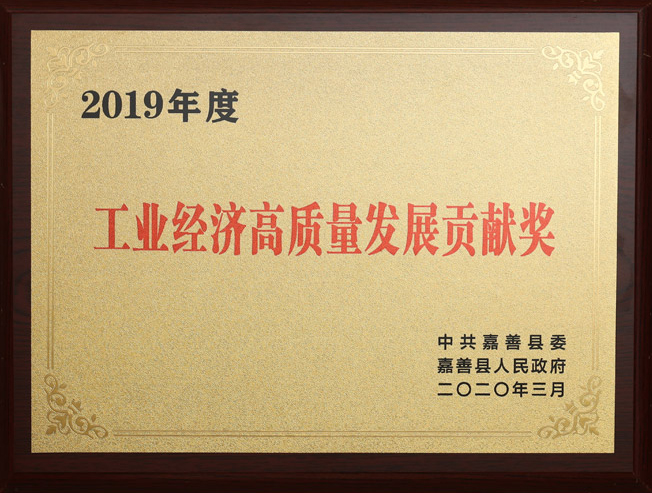 2019年度
工业经济高质量发展贡献奖
中共嘉善县委
嘉善县人民政府
二〇二〇年三月